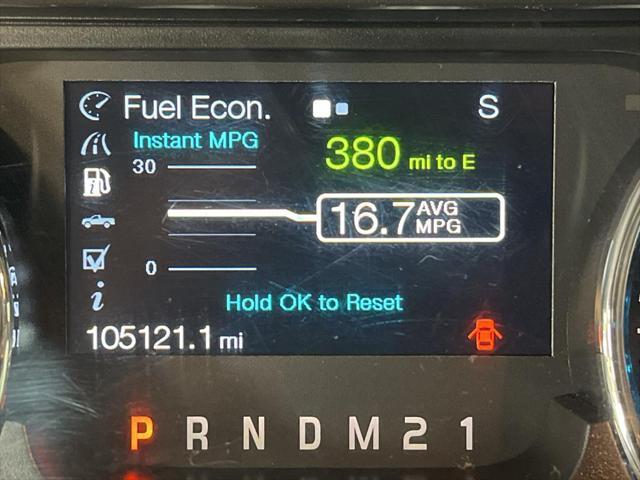 Fuel Econ. S
Instant MPG
30
380 mi to E
16.7 AVG MPG
0
Hold OK to Reset
105121.1 mi
P R N D M 2 1